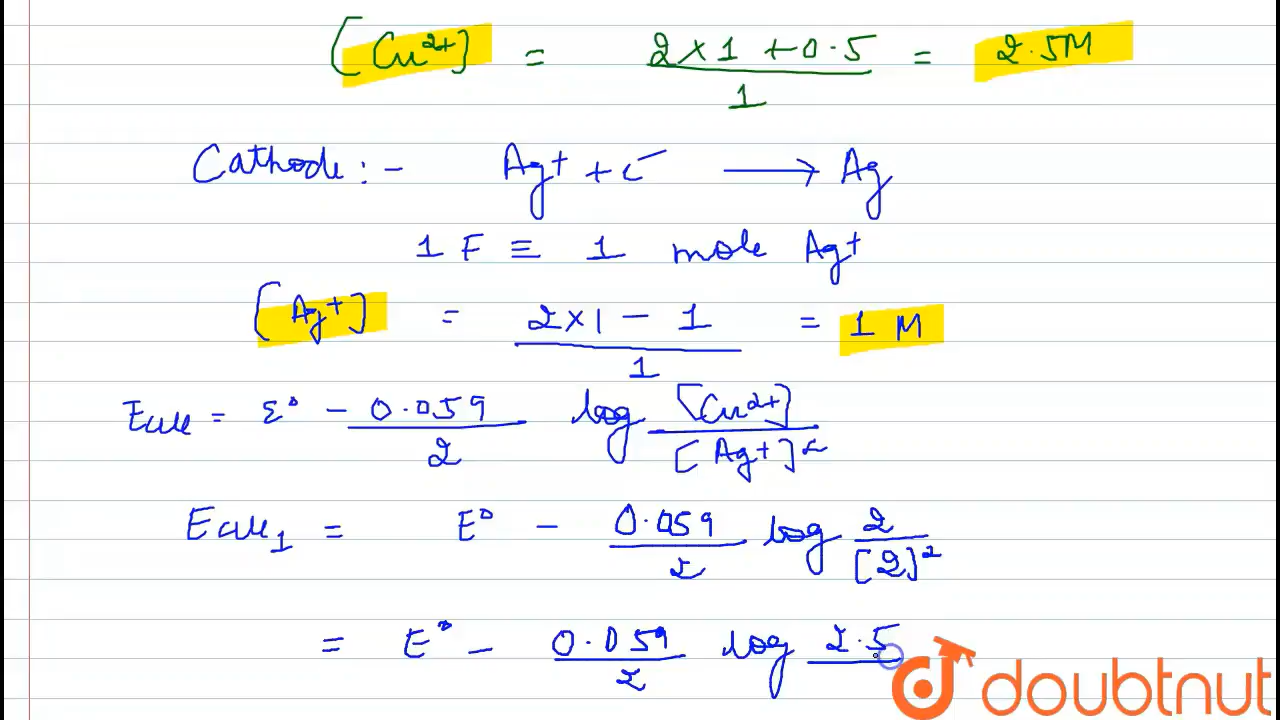 [Cu²⁺] = 2×1+0.5/1 = 2.5M
Cathode:- Ag⁺ + e⁻ → Ag
1 F ≡ 1 mole Ag⁺
[Ag⁺] = 2×1-1/1 = 1 M
Ecell = E° - 0.059/2 log [Cu²⁺]/[Ag⁺]²
Ecell₁ = E° - 0.059/2 log 2/[2]²
= E° - 0.059/2 log 2.5
doubtnut